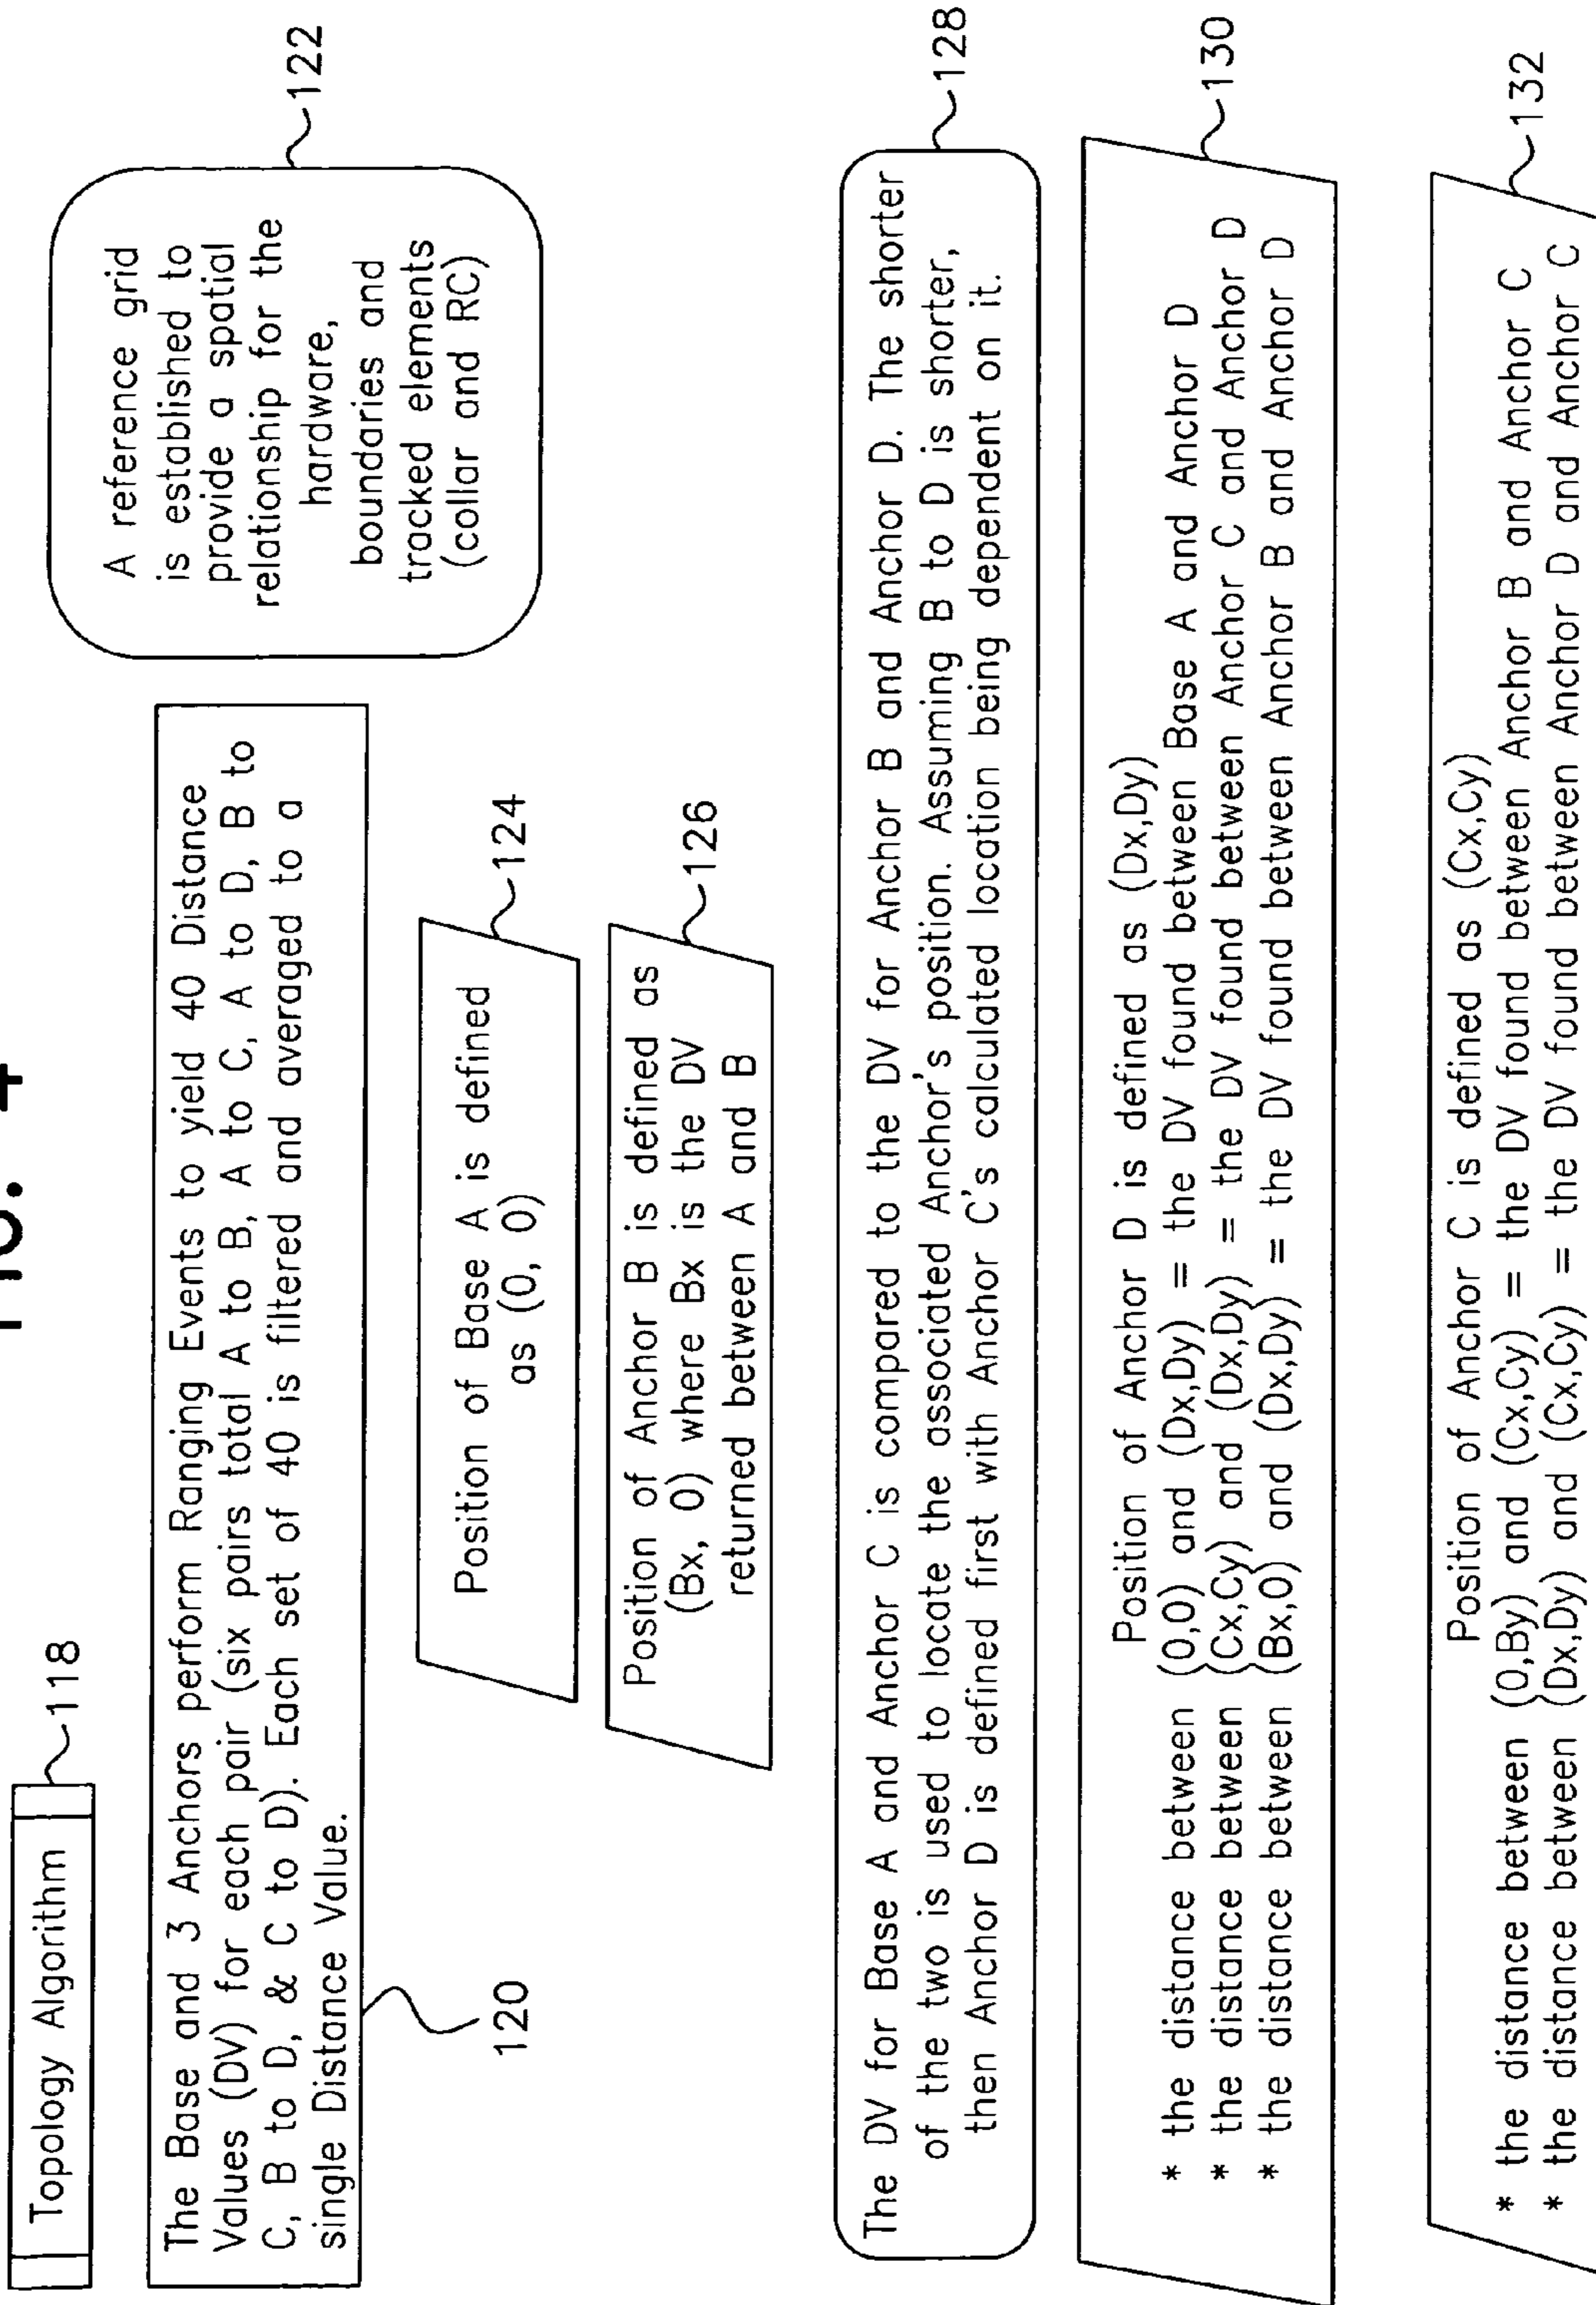 FIG. 4
Topology Algorithm
118
The Base and 3 Anchors perform Ranging Events to yield 40 Distance
Values (DV) for each pair (six pairs total A to B, A to C, A to D, B to
C, B to D, & C to D). Each set of 40 is filtered and averaged to a
single Distance Value.
120
A reference grid
is established to
provide a spatial
relationship for the
hardware,
boundaries and
tracked elements
(collar and RC)
122
Position of Base A is defined
as (0, 0)
124
Position of Anchor B is defined as
(Bx, 0) where Bx is the DV
returned between A and B
126
The DV for Base A and Anchor C is compared to the DV for Anchor B and Anchor D. The shorter
of the two is used to locate the associated Anchor's position. Assuming B to D is shorter,
then Anchor D is defined first with Anchor C's calculated location being dependent on it.
128
Position of Anchor D is defined as (Dx,Dy)
* the distance between (0,0) and (Dx,Dy) = the DV found between Base A and Anchor D
* the distance between (Cx,Cy) and (Dx,Dy) = the DV found between Anchor C and Anchor D
* the distance between (Bx,0) and (Dx,Dy) = the DV found between Anchor B and Anchor D
130
Position of Anchor C is defined as (Cx,Cy)
* the distance between (0,By) and (Cx,Cy) = the DV found between Anchor B and Anchor C
* the distance between (Dx,Dy) and (Cx,Cy) = the DV found between Anchor D and Anchor C
132